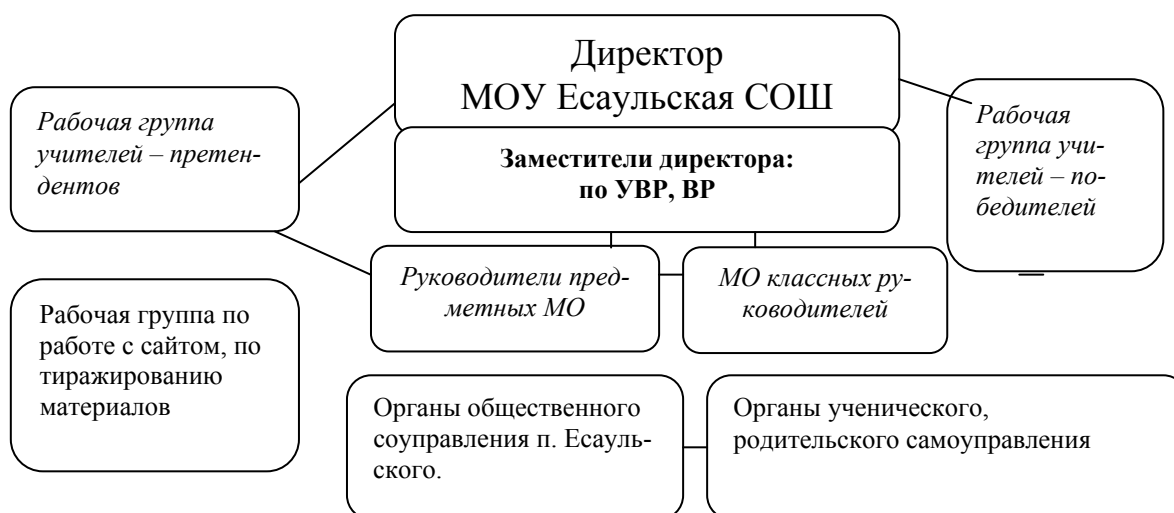 Директор
МОУ Есаульская СОШ
Рабочая группа
учителей – претен-
дентов
Заместители директора:
по УВР, ВР
Рабочая
группа учи-
телей – по-
бедителей
Руководители пред-
метных МО
МО классных ру-
ководителей
Рабочая группа по
работе с сайтом, по
тиражированию
материалов
Органы общественного
соуправления п. Есауль-
ского.
Органы ученического,
родительского самоуправления